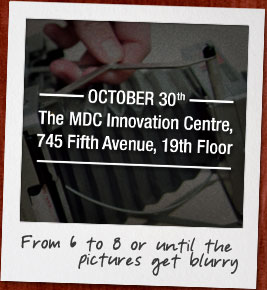 OCTOBER 30th
The MDC Innovation Centre,
745 Fifth Avenue, 19th Floor
From 6 to 8 or until the
pictures get blurry